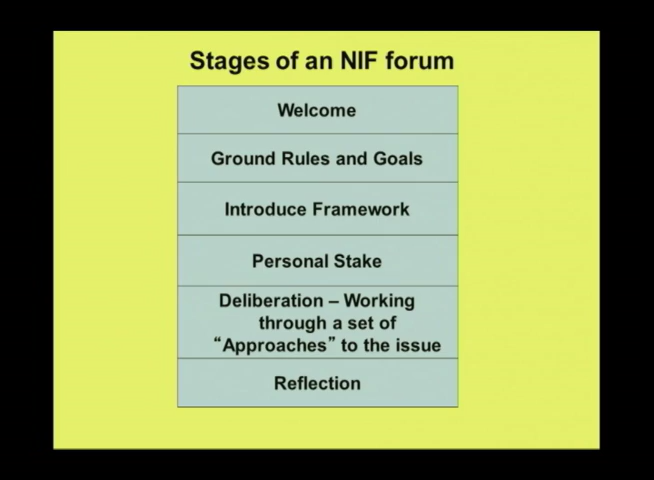 Stages of an NIF forum
Welcome
Ground Rules and Goals
Introduce Framework
Personal Stake
Deliberation – Working
through a set of
“Approaches” to the issue
Reflection